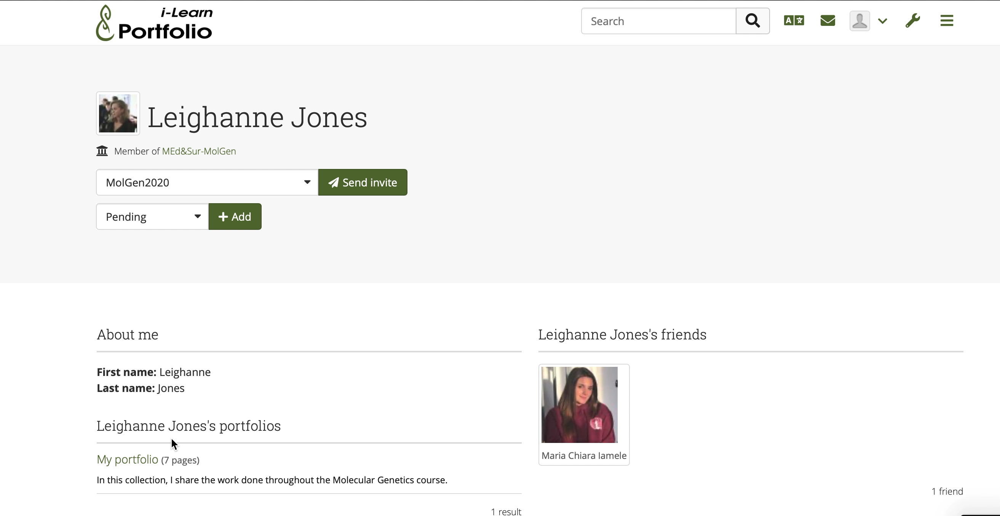 i-Learn
Portfolio
Search
A
Leighanne Jones
Member of MEd&Sur-MolGen
MolGen2020
Send invite
Pending
Add
About me
First name: Leighanne
Last name: Jones
Leighanne Jones's portfolios
My portfolio (7 pages)
In this collection, I share the work done throughout the Molecular Genetics course.
1 result
Leighanne Jones's friends
Maria Chiara Iamele
1 friend